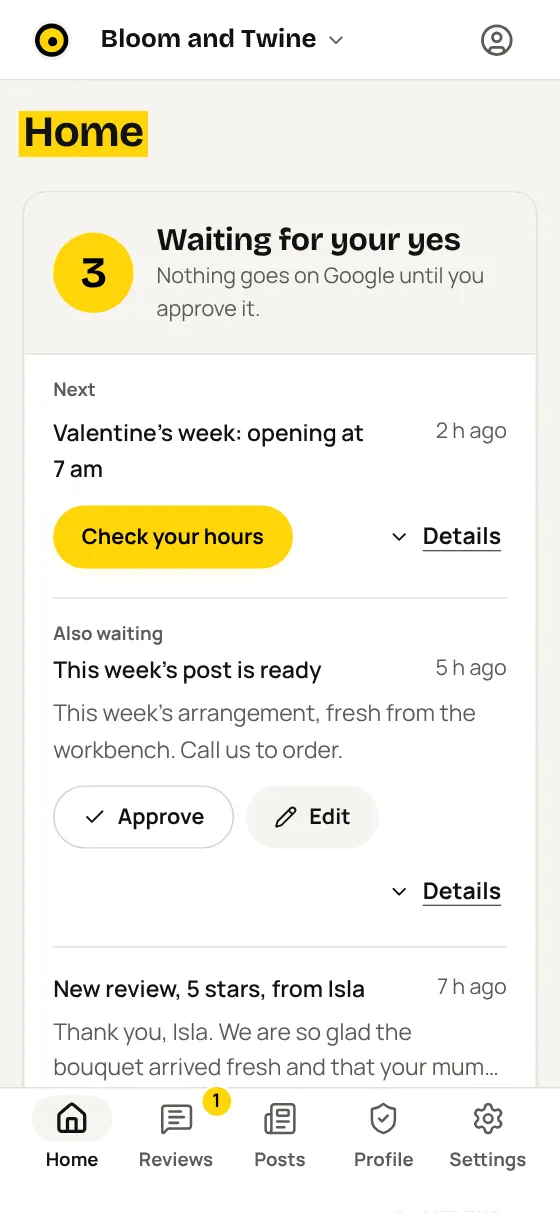 Bloom and Twine
Home
3
Waiting for your yes
Nothing goes on Google until you
approve it.
Next
Valentine’s week: opening at
7 am
2 h ago
Check your hours
Details
Also waiting
This week’s post is ready
5 h ago
This week’s arrangement, fresh from the
workbench. Call us to order.
Approve
Edit
Details
New review, 5 stars, from Isla
7 h ago
Thank you, Isla. We are so glad the
bouquet arrived fresh and that your mum…
1
Home
Reviews
Posts
Profile
Settings